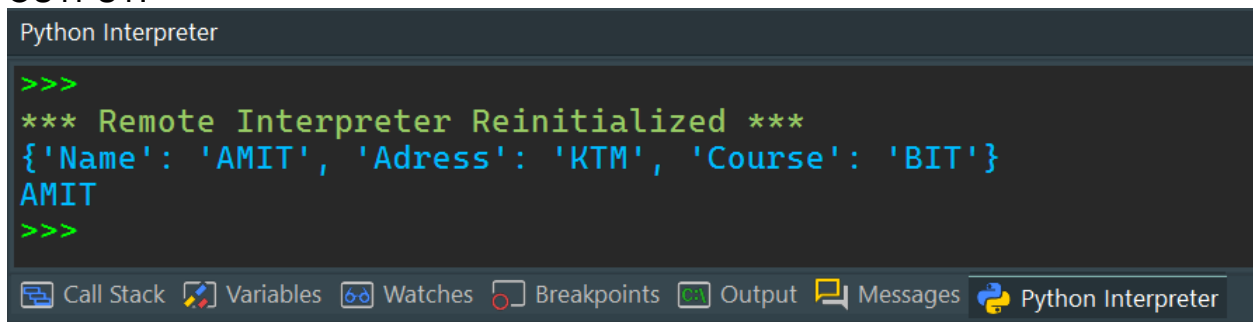 OUTPUT:
Python Interpreter
>>>
*** Remote Interpreter Reinitialized ***
{'Name': 'AMIT', 'Adress': 'KTM', 'Course': 'BIT'}
AMIT
>>>
Call Stack Variables Watches Breakpoints C:\ Output Messages Python Interpreter